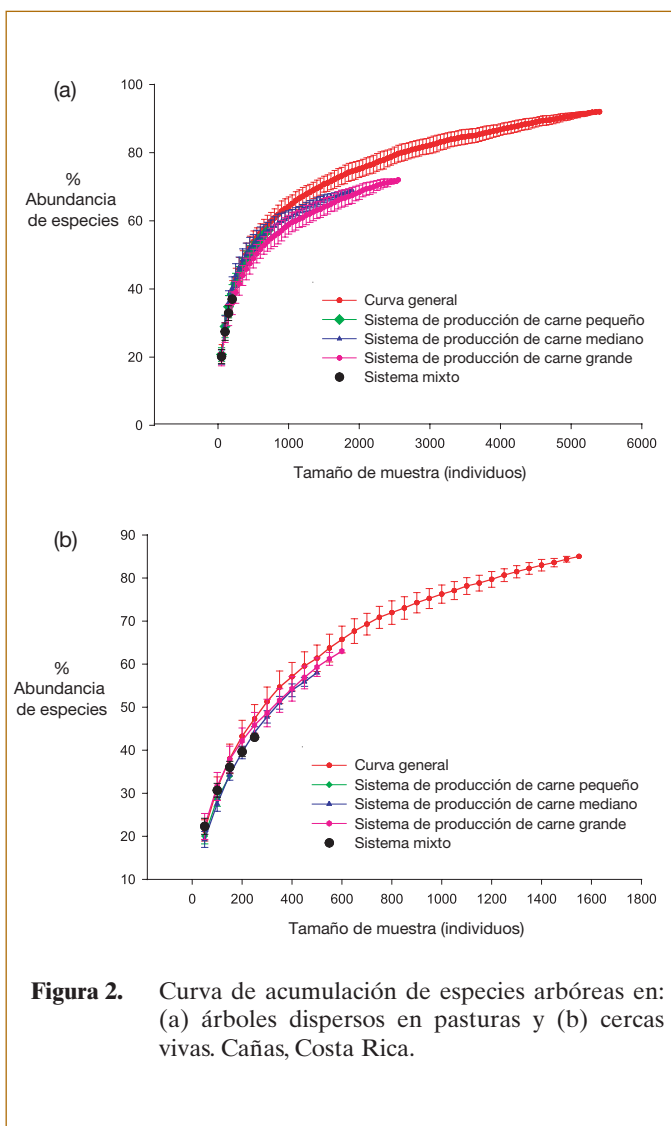 (a)
100
80
60
40
20
0
%
Abundancia
de especies
Curva general
Sistema de producción de carne pequeño
Sistema de producción de carne mediano
Sistema de producción de carne grande
Sistema mixto
0 1000 2000 3000 4000 5000 6000
Tamaño de muestra (individuos)
(b)
90
80
70
60
50
40
30
20
10
%
Abundancia
de especies
Curva general
Sistema de producción de carne pequeño
Sistema de producción de carne mediano
Sistema de producción de carne grande
Sistema mixto
0 200 400 600 800 1000 1200 1400 1600 1800
Tamaño de muestra (individuos)
Figura 2. Curva de acumulación de especies arbóreas en:
(a) árboles dispersos en pasturas y (b) cercas
vivas. Cañas, Costa Rica.